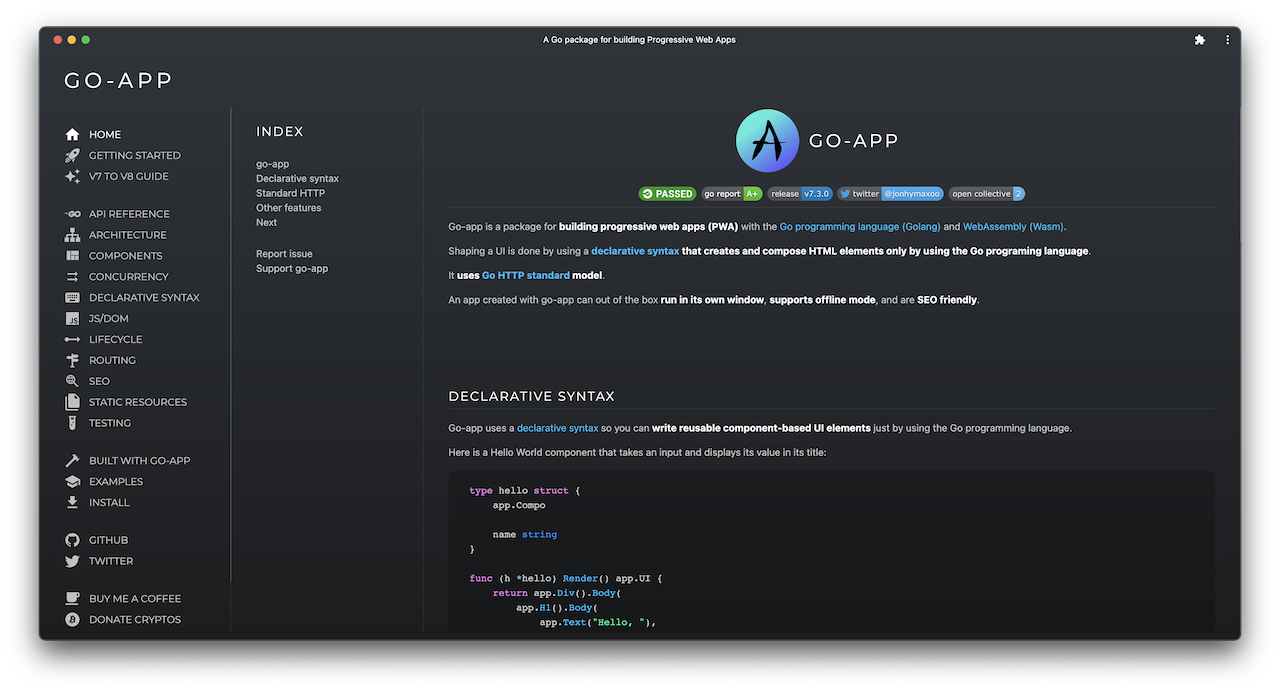 A Go package for building Progressive Web Apps
GO-APP
HOME
GETTING STARTED
V7 TO V8 GUIDE
GO API REFERENCE
ARCHITECTURE
COMPONENTS
CONCURRENCY
DECLARATIVE SYNTAX
JS JS/DOM
LIFECYCLE
ROUTING
SEO
STATIC RESOURCES
TESTING
BUILT WITH GO-APP
EXAMPLES
INSTALL
GITHUB
TWITTER
BUY ME A COFFEE
DONATE CRYPTOS
INDEX
go-app
Declarative syntax
Standard HTTP
Other features
Next
Report issue
Support go-app
GO-APP
PASSED go report A+ release v7.3.0 twitter @jonhymaxoo open collective 2
Go-app is a package for building progressive web apps (PWA) with the Go programming language (Golang) and WebAssembly (Wasm).
Shaping a UI is done by using a declarative syntax that creates and compose HTML elements only by using the Go programing language.
It uses Go HTTP standard model.
An app created with go-app can out of the box run in its own window, supports offline mode, and are SEO friendly.
DECLARATIVE SYNTAX
Go-app uses a declarative syntax so you can write reusable component-based UI elements just by using the Go programming language.
Here is a Hello World component that takes an input and displays its value in its title:
type hello struct {
app.Compo
name string
}
func (h *hello) Render() app.UI {
return app.Div().Body(
app.H1().Body(
app.Text("Hello, "),